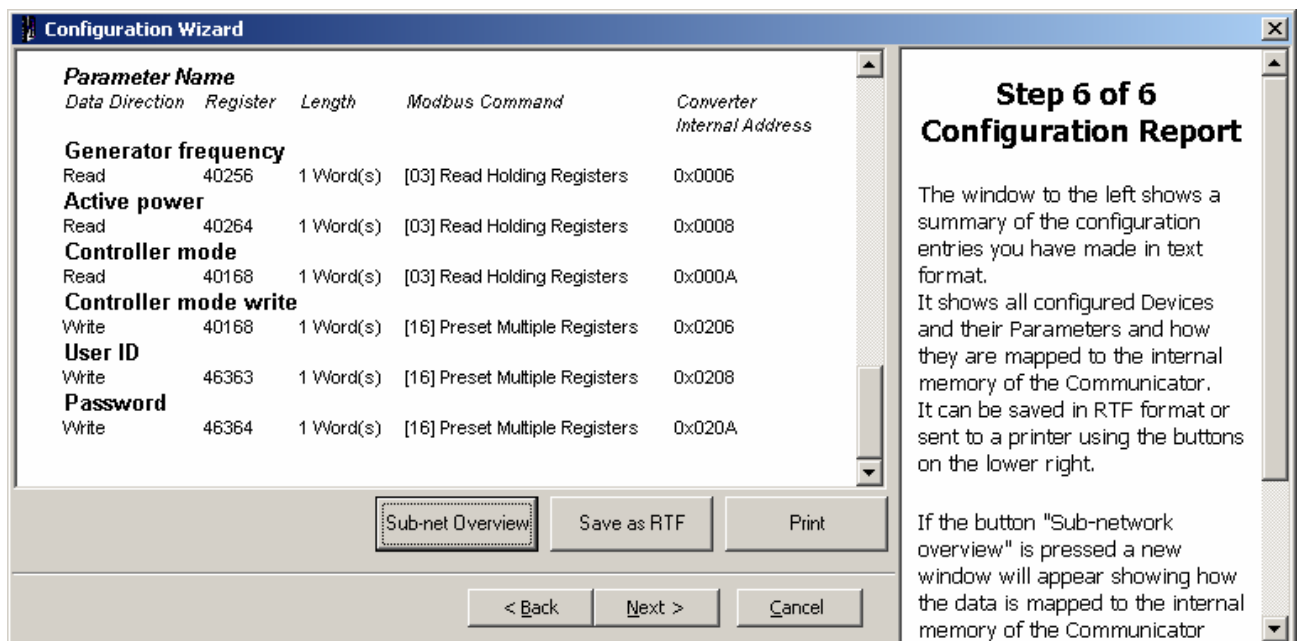 Configuration Wizard
Parameter Name
Data Direction Register Length Modbus Command Converter
Internal Address
Generator frequency
Read 40256 1 Word(s) [03] Read Holding Registers 0x0006
Active power
Read 40264 1 Word(s) [03] Read Holding Registers 0x0008
Controller mode
Read 40168 1 Word(s) [03] Read Holding Registers 0x000A
Controller mode write
Write 40168 1 Word(s) [16] Preset Multiple Registers 0x0206
User ID
Write 46363 1 Word(s) [16] Preset Multiple Registers 0x0208
Password
Write 46364 1 Word(s) [16] Preset Multiple Registers 0x020A
Sub-net Overview Save as RTF Print
< Back Next > Cancel
Step 6 of 6
Configuration Report
The window to the left shows a
summary of the configuration
entries you have made in text
format.
It shows all configured Devices
and their Parameters and how
they are mapped to the internal
memory of the Communicator.
It can be saved in RTF format or
sent to a printer using the buttons
on the lower right.
If the button "Sub-network
overview" is pressed a new
window will appear showing how
the data is mapped to the internal
memory of the Communicator